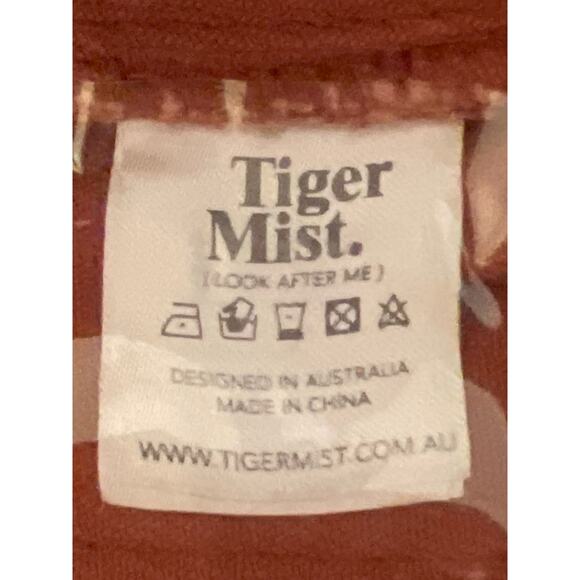 Tiger
Mist.
(LOOK AFTER ME)
DESIGNED IN AUSTRALIA
MADE IN CHINA
WWW.TIGERMIST.COM.AU